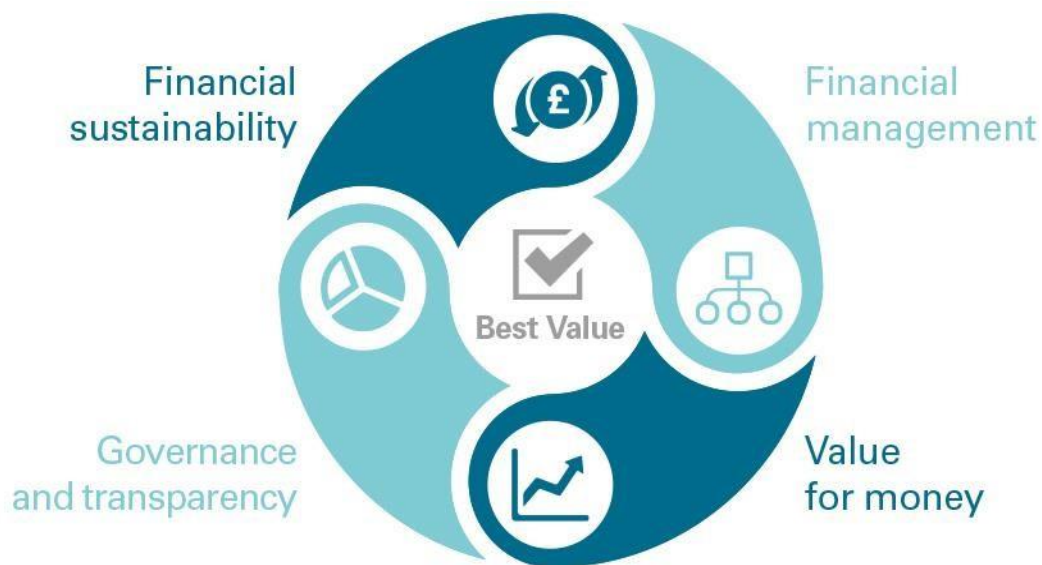 Financial
sustainability
Financial
management
£
Best Value
Governance
and transparency
Value
for money